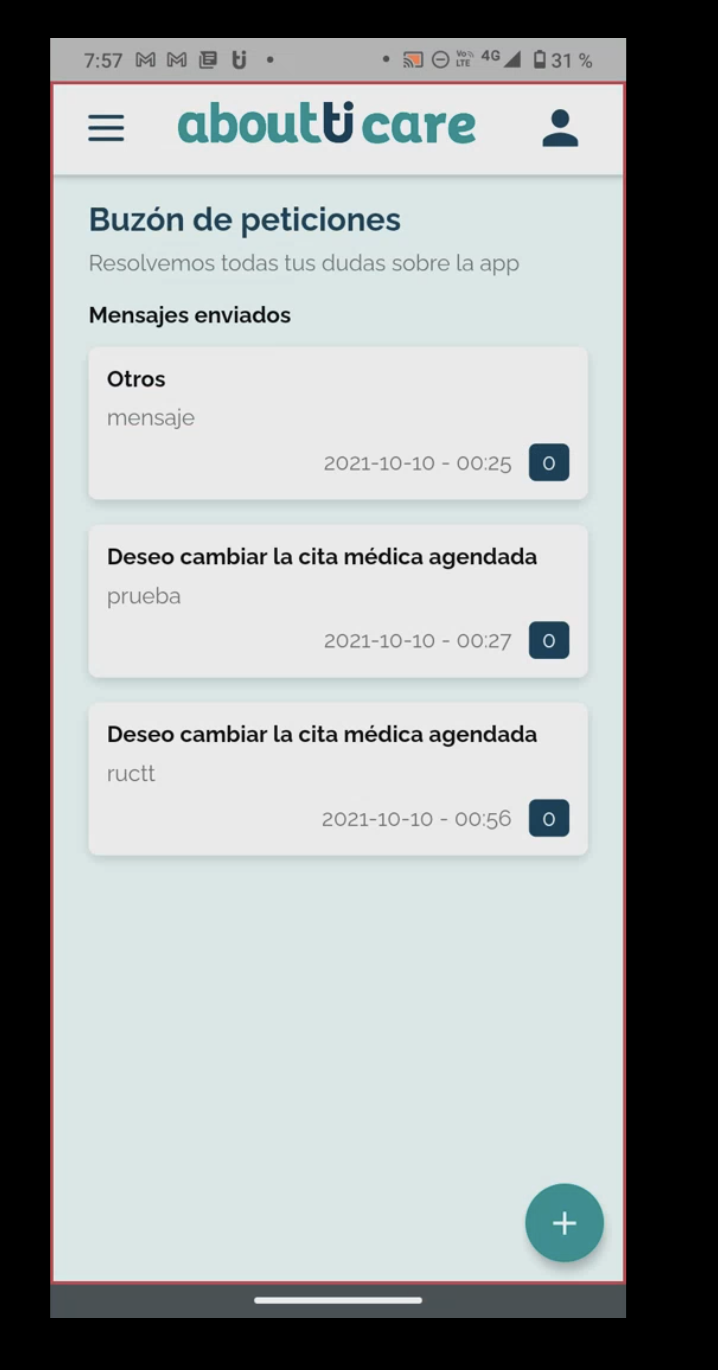 7:57 4G 31 %
aboutti care
Buzón de peticiones
Resolvemos todas tus dudas sobre la app
Mensajes enviados
Otros
mensaje
2021-10-10 - 00:25 0
Deseo cambiar la cita médica agendada
prueba
2021-10-10 - 00:27 0
Deseo cambiar la cita médica agendada
ructt
2021-10-10 - 00:56 0
+